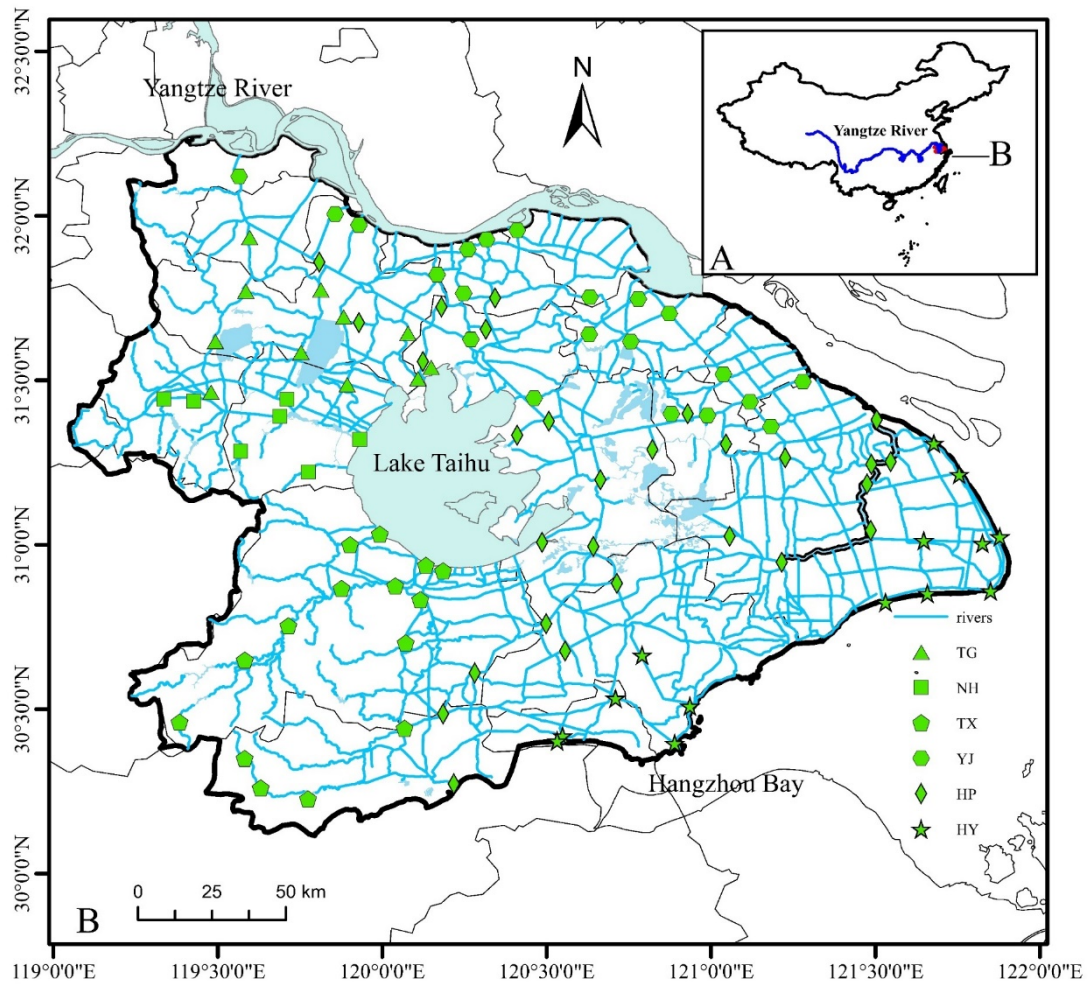 32°30'0"N
32°0'0"N
31°30'0"N
31°0'0"N
30°30'0"N
30°0'0"N
Yangtze River
N
Yangtze River
B
A
Lake Taihu
rivers
TG
NH
TX
YJ
HP
HY
Hangzhou Bay
0 25 50 km
B
119°0'0"E 119°30'0"E 120°0'0"E 120°30'0"E 121°0'0"E 121°30'0"E 122°0'0"E